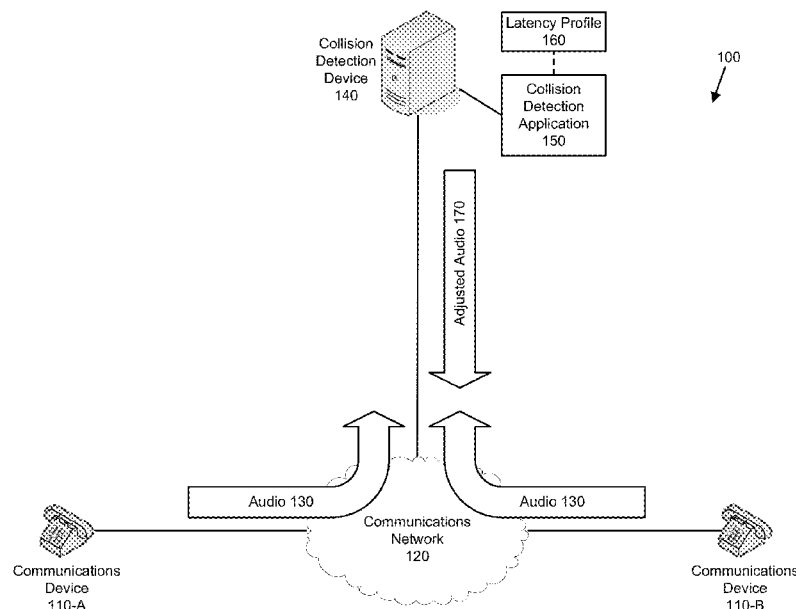 Latency Profile
160
Collision
Detection
Device
140
100
Collision
Detection
Application
150
Adjusted Audio 170
Audio 130
Audio 130
Communications
Network
120
Communications
Device
110-A
Communications
Device
110-B